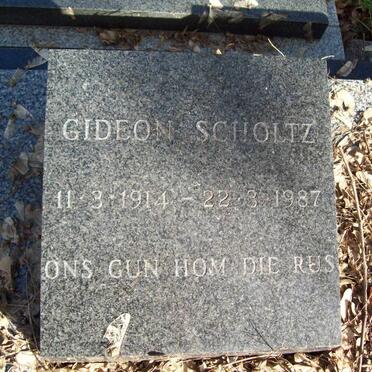 GIDEON SCHOLTZ
11·3·1914 – 22·3·1987
ONS GUN HOM DIE RUS